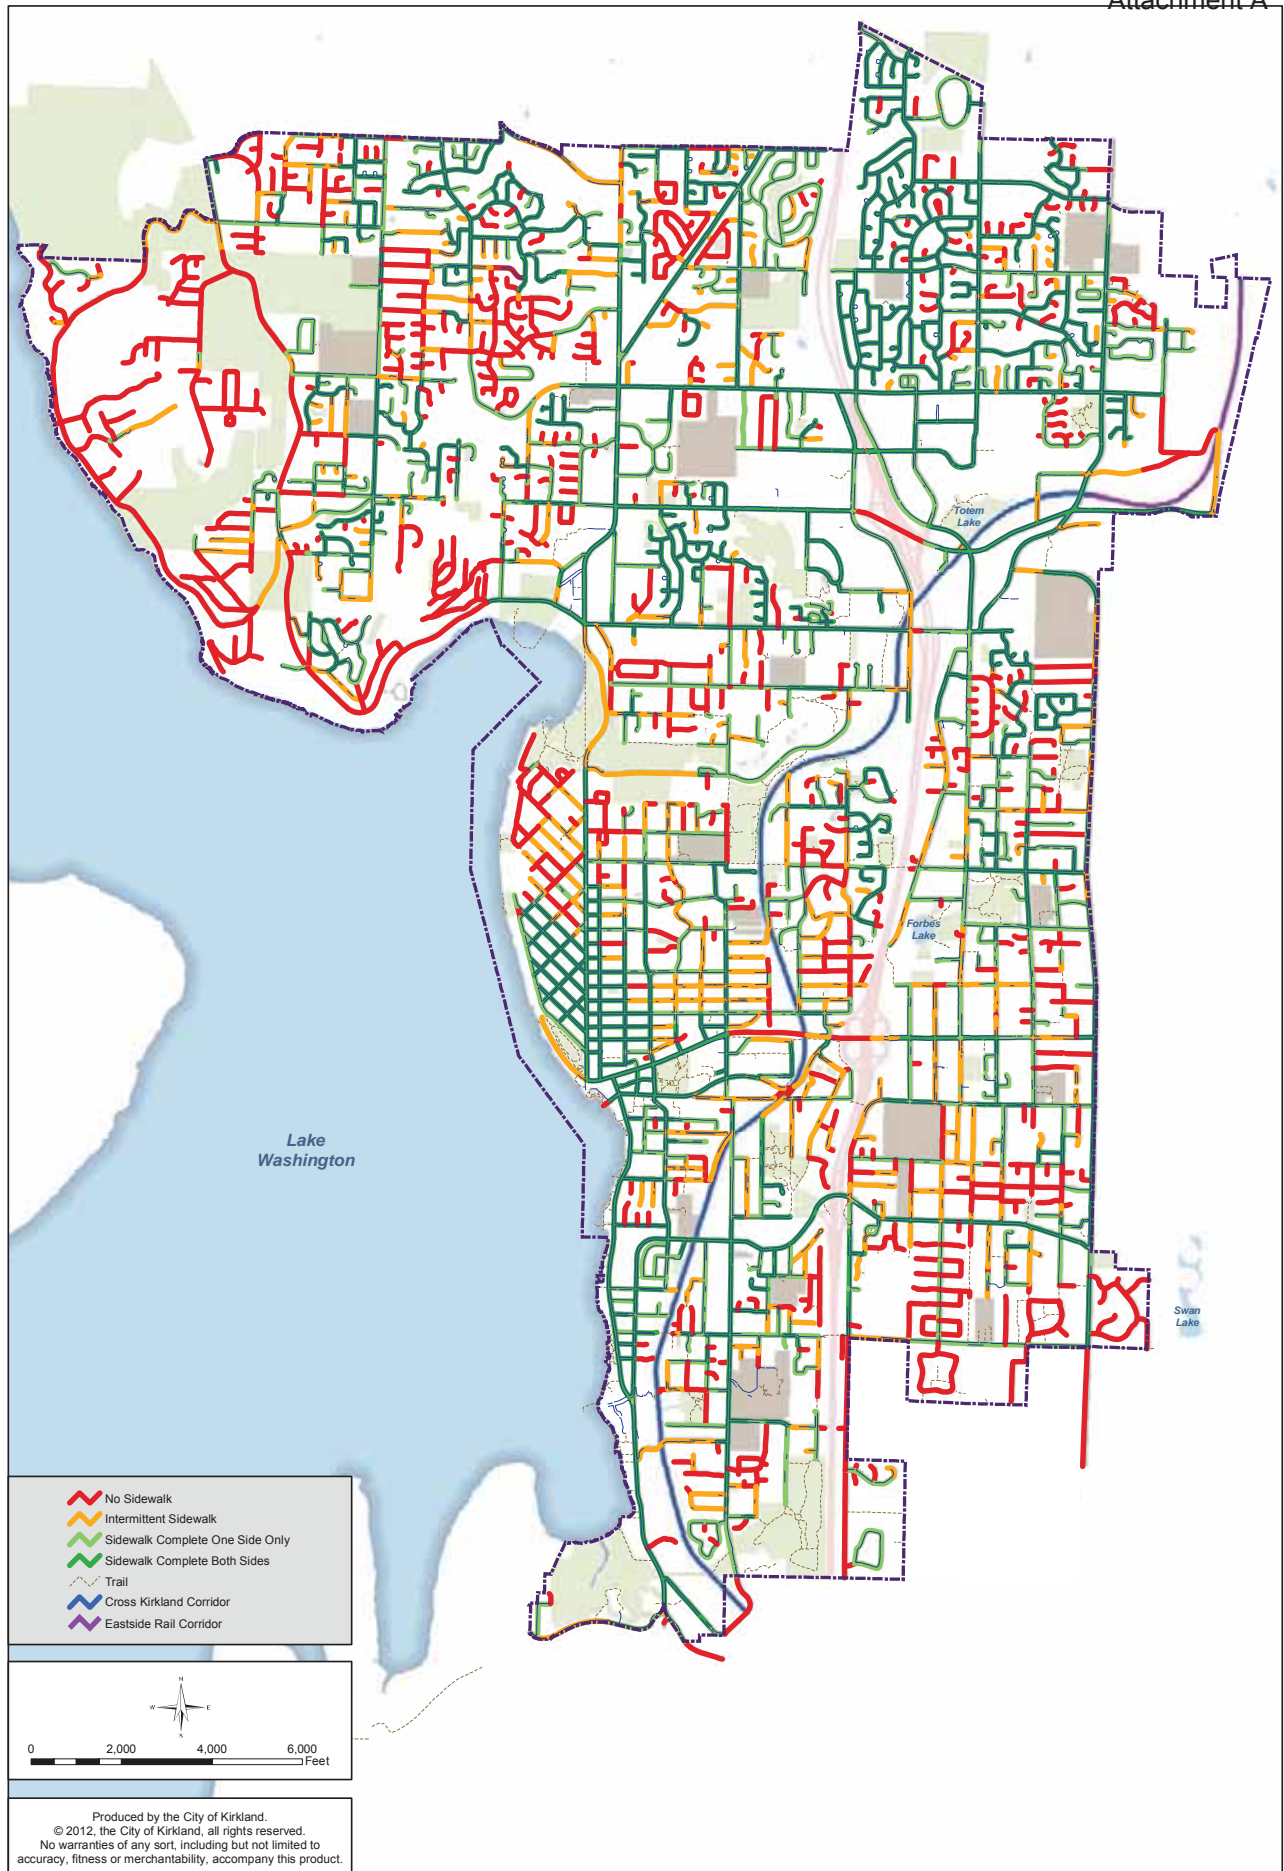 Attachment A
Totem
Lake
Forbes
Lake
Lake
Washington
Swan
Lake
No Sidewalk
Intermittent Sidewalk
Sidewalk Complete One Side Only
Sidewalk Complete Both Sides
Trail
Cross Kirkland Corridor
Eastside Rail Corridor
N
W E
S
0 2,000 4,000 6,000
Feet
Produced by the City of Kirkland.
© 2012, the City of Kirkland, all rights reserved.
No warranties of any sort, including but not limited to
accuracy, fitness or merchantability, accompany this product.